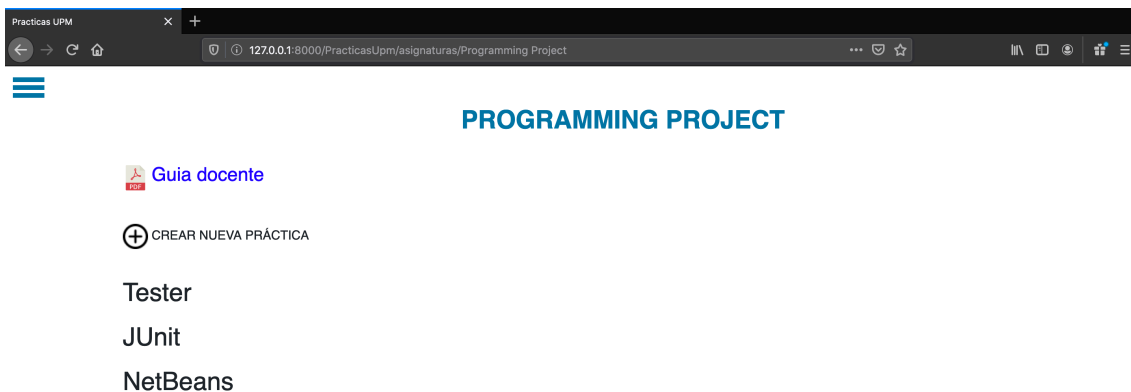 Practicas UPM
127.0.0.1:8000/PracticasUpm/asignaturas/Programming Project
PROGRAMMING PROJECT
PDF
Guia docente
CREAR NUEVA PRÁCTICA
Tester
JUnit
NetBeans